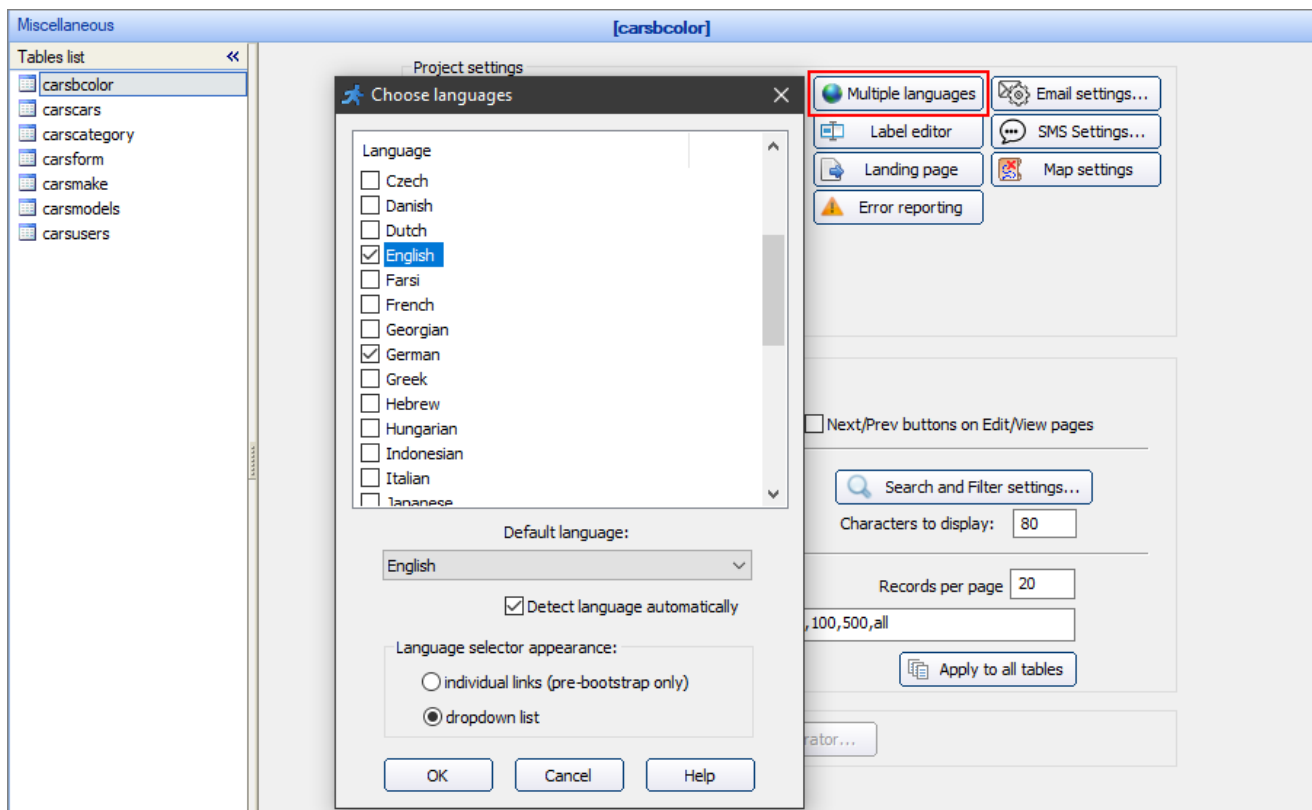 Miscellaneous
[carsbcolor]
Tables list
carsbcolor
carscars
carscategory
carsform
carsmake
carsmodels
carsusers
Project settings
Multiple languages
Email settings...
Label editor
SMS Settings...
Landing page
Map settings
Error reporting
Choose languages
Language
Czech
Danish
Dutch
English
Farsi
French
Georgian
German
Greek
Hebrew
Hungarian
Indonesian
Italian
Japanese
Default language:
English
Detect language automatically
Language selector appearance:
individual links (pre-bootstrap only)
dropdown list
OK
Cancel
Help
Next/Prev buttons on Edit/View pages
Search and Filter settings...
Characters to display: 80
Records per page 20
,100,500,all
Apply to all tables
rator...